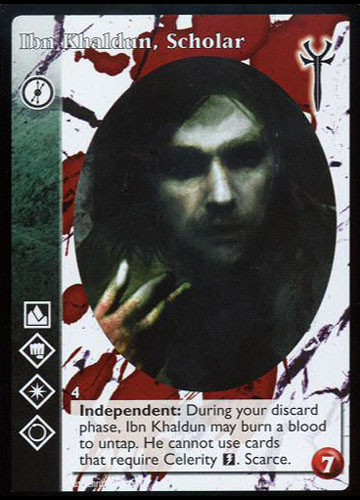 Ibn Khaldun, Scholar
4
Independent: During your discard
phase, Ibn Khaldun may burn a blood
to untap. He cannot use cards
that require Celerity. Scarce.
7